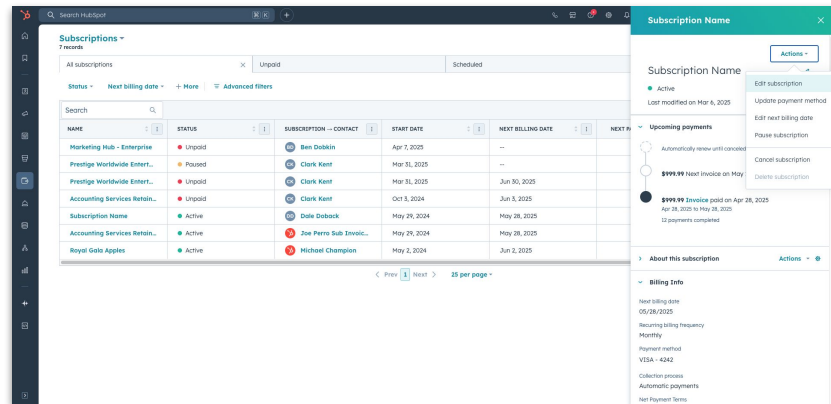 Search HubSpot
⌘ K
+
Subscriptions
7 records
All subscriptions
Unpaid
Scheduled
Status
Next billing date
+ More
Advanced filters
Search
NAME STATUS SUBSCRIPTION → CONTACT START DATE NEXT BILLING DATE
Marketing Hub - Enterprise Unpaid BD Ben Dobkin Apr 7, 2025 --
Prestige Worldwide Entert... Paused CK Clark Kent Mar 31, 2025 --
Prestige Worldwide Entert... Unpaid CK Clark Kent Mar 31, 2025 Jun 30, 2025
Accounting Services Retain... Unpaid CK Clark Kent Oct 3, 2024 Jun 3, 2025
Subscription Name Active DD Dale Doback May 29, 2024 May 28, 2025
Accounting Services Retain... Active Joe Perro Sub Invoic... May 29, 2024 May 28, 2025
Royal Gala Apples Active Michael Champion May 2, 2024 Jun 2, 2025
Prev 1 Next 25 per page
Subscription Name
Actions
Subscription Name
Active
Last modified on Mar 6, 2025
Edit subscription
Update payment method
Edit next billing date
Pause subscription
Cancel subscription
Delete subscription
Upcoming payments
Automatically renew until canceled
$999.99 Next invoice on May
$999.99 Invoice paid on Apr 28, 2025
Apr 28, 2025 to May 28, 2025
13 payments completed
About this subscription Actions
Billing Info
Next billing date
05/28/2025
Recurring billing frequency
Monthly
Payment method
VISA - 4242
Collection process
Automatic payments
Net Payment Terms